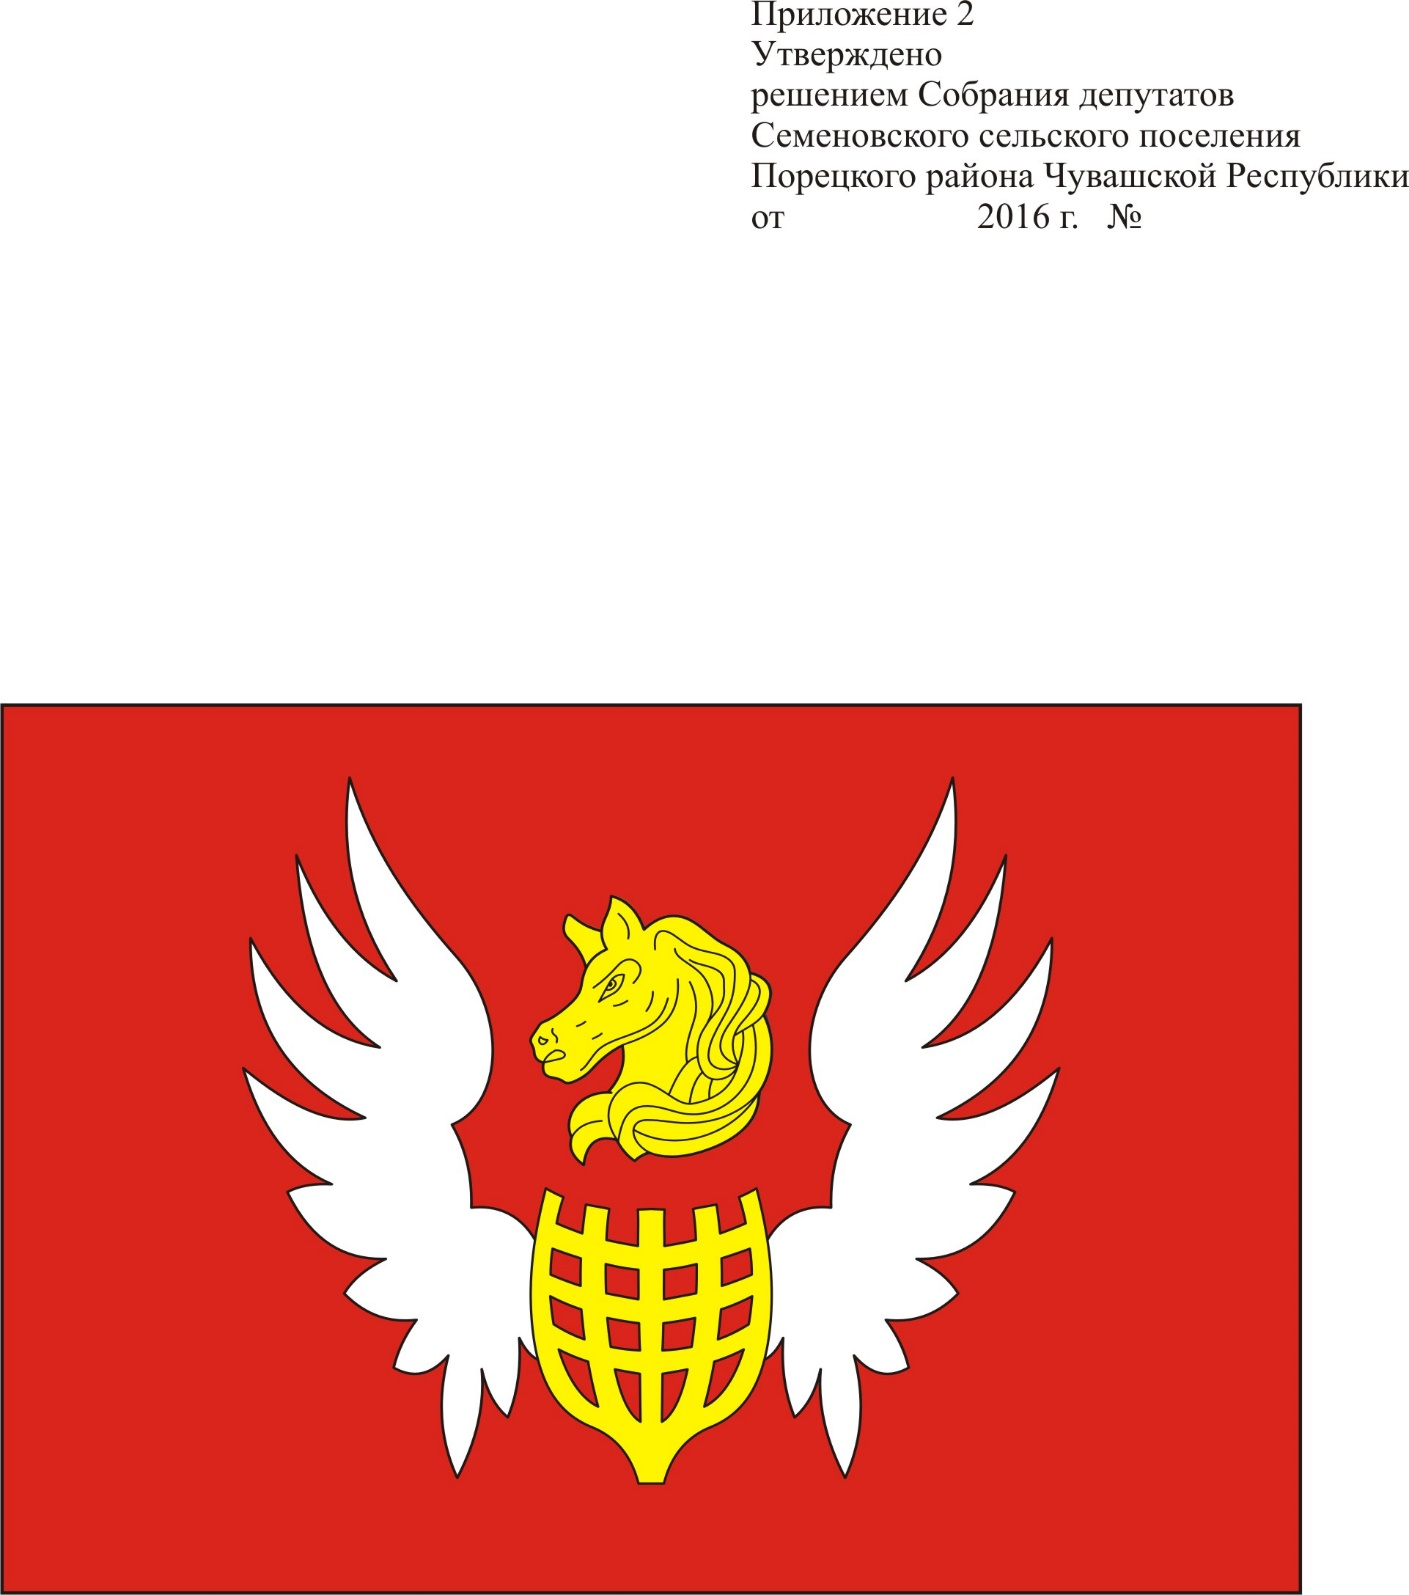 Приложение 2
Утверждено
решением Собрания депутатов
Семеновского сельского поселения
Порецкого района Чувашской Республики
от 2016 г. №